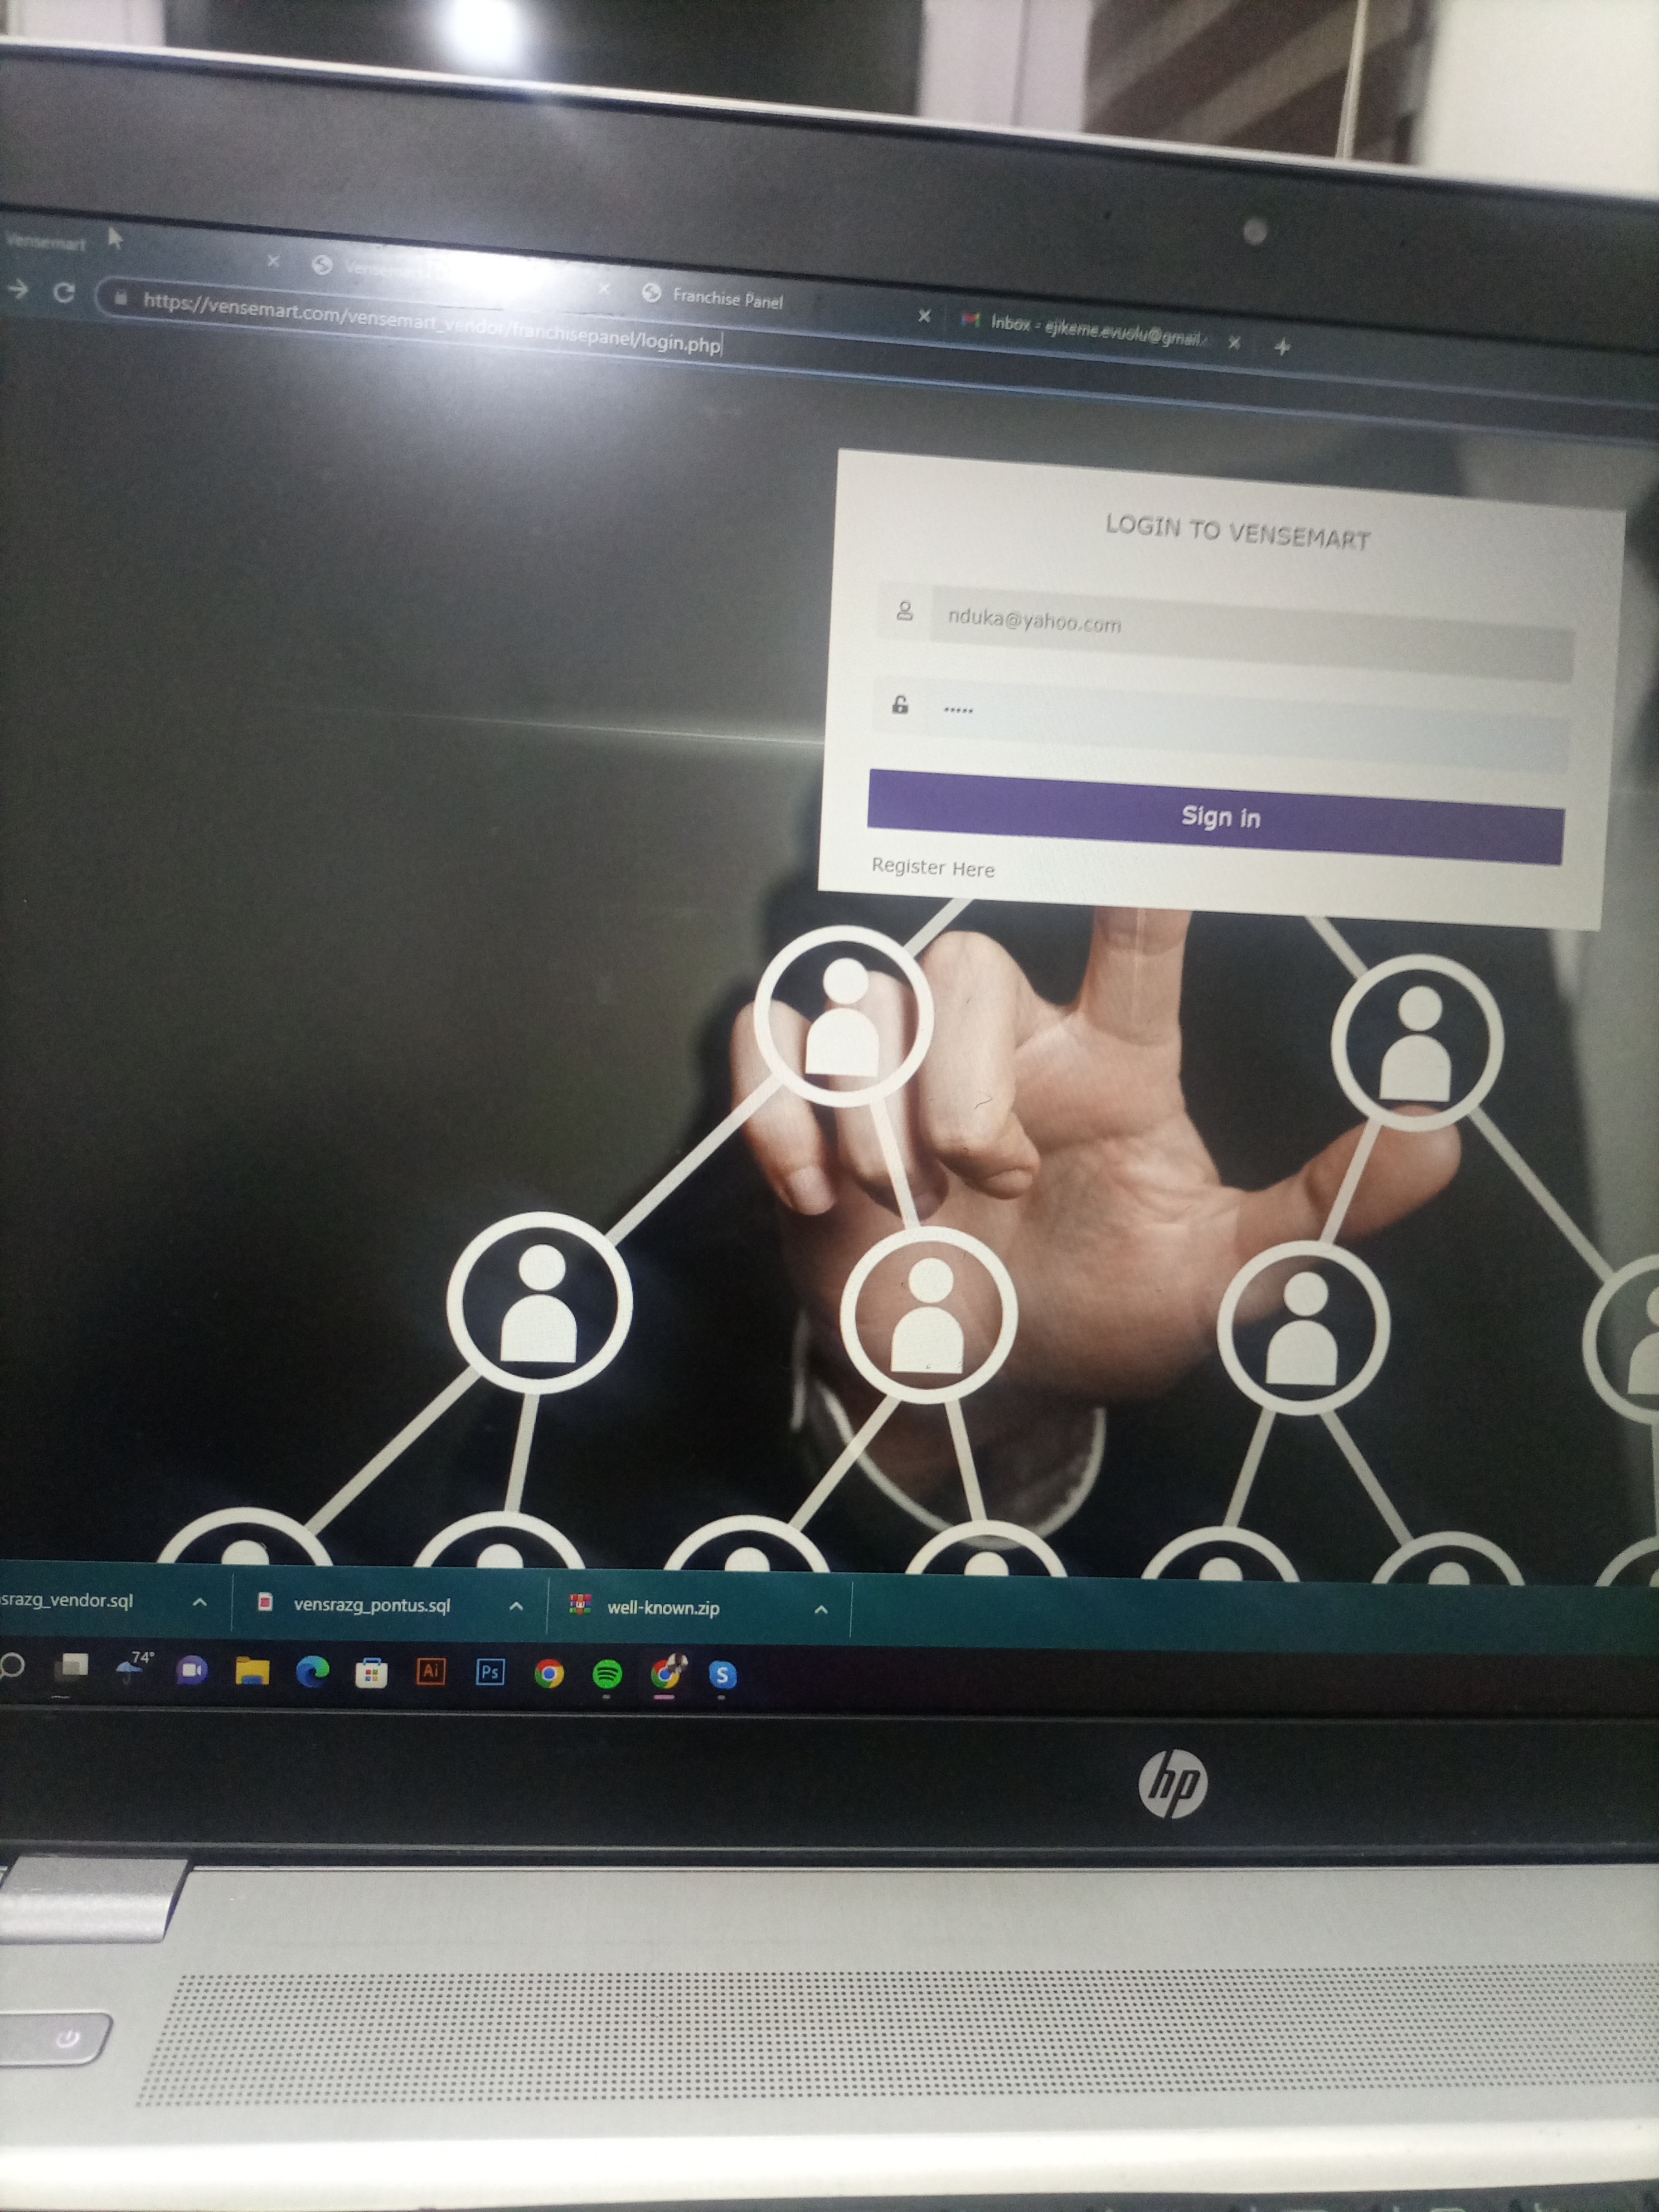 Vensemart
Franchise Panel
Inbox - ejikeme.evuolu@gmail.
https://vensemart.com/vensemart_vendor/franchisepanel/login.php
LOGIN TO VENSEMART
nduka@yahoo.com
•••••
Sign in
Register Here
srazg_vendor.sql
vensrazg_pontus.sql
well-known.zip
74°
Ai
Ps
hp